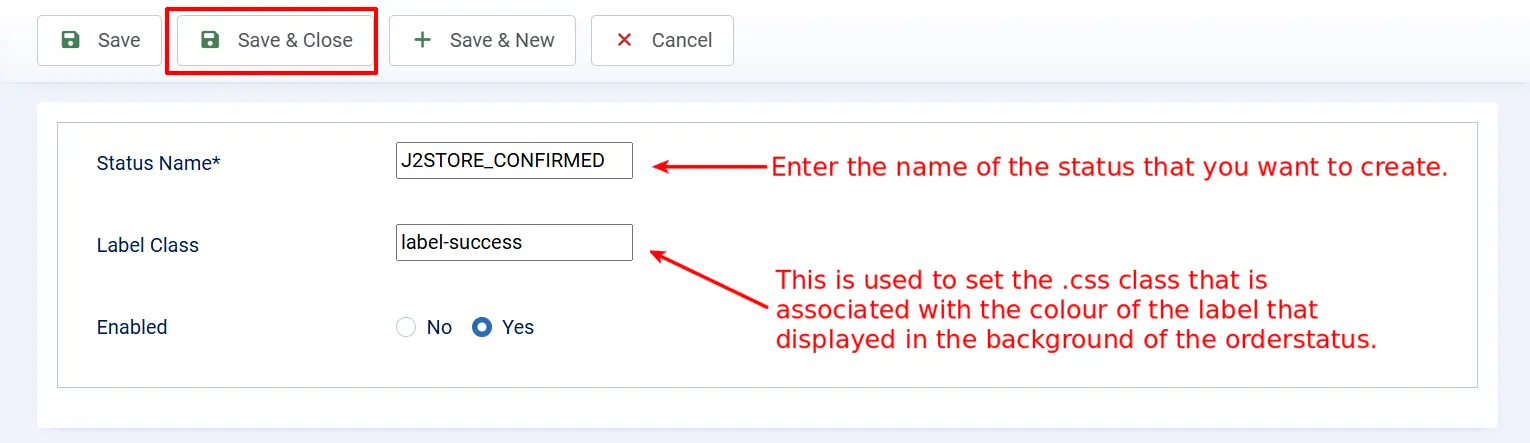 Save Save & Close Save & New Cancel
Status Name* J2STORE_CONFIRMED Enter the name of the status that you want to create.
Label Class label-success
This is used to set the .css class that is
associated with the colour of the label that
displayed in the background of the orderstatus.
Enabled No Yes